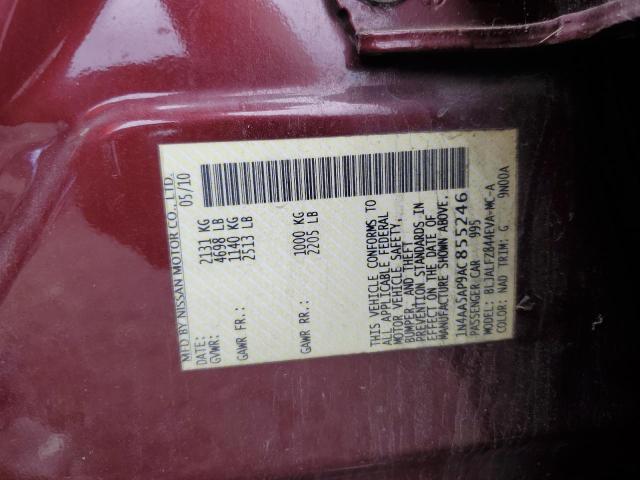 MFD BY NISSAN MOTOR CO., LTD.
DATE: 05/10
GVWR: 2131 KG
4698 LB
GAWR FR.: 1140 KG
2513 LB
GAWR RR.: 1000 KG
2205 LB
THIS VEHICLE CONFORMS TO
ALL APPLICABLE FEDERAL
MOTOR VEHICLE SAFETY,
BUMPER, AND THEFT
PREVENTION STANDARDS IN
EFFECT ON THE DATE OF
MANUFACTURE SHOWN ABOVE.
1N4AA5AP9AC855246
PASSENGER CAR 995
MODEL: BLJALFZ844EVA-MC-A
COLOR: NAD TRIM: G 9N00A